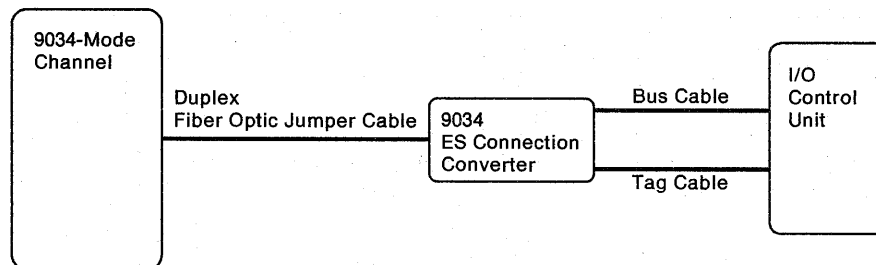 9034-Mode
Channel
Duplex
Fiber Optic Jumper Cable
9034
ES Connection
Converter
Bus Cable
Tag Cable
I/O
Control
Unit